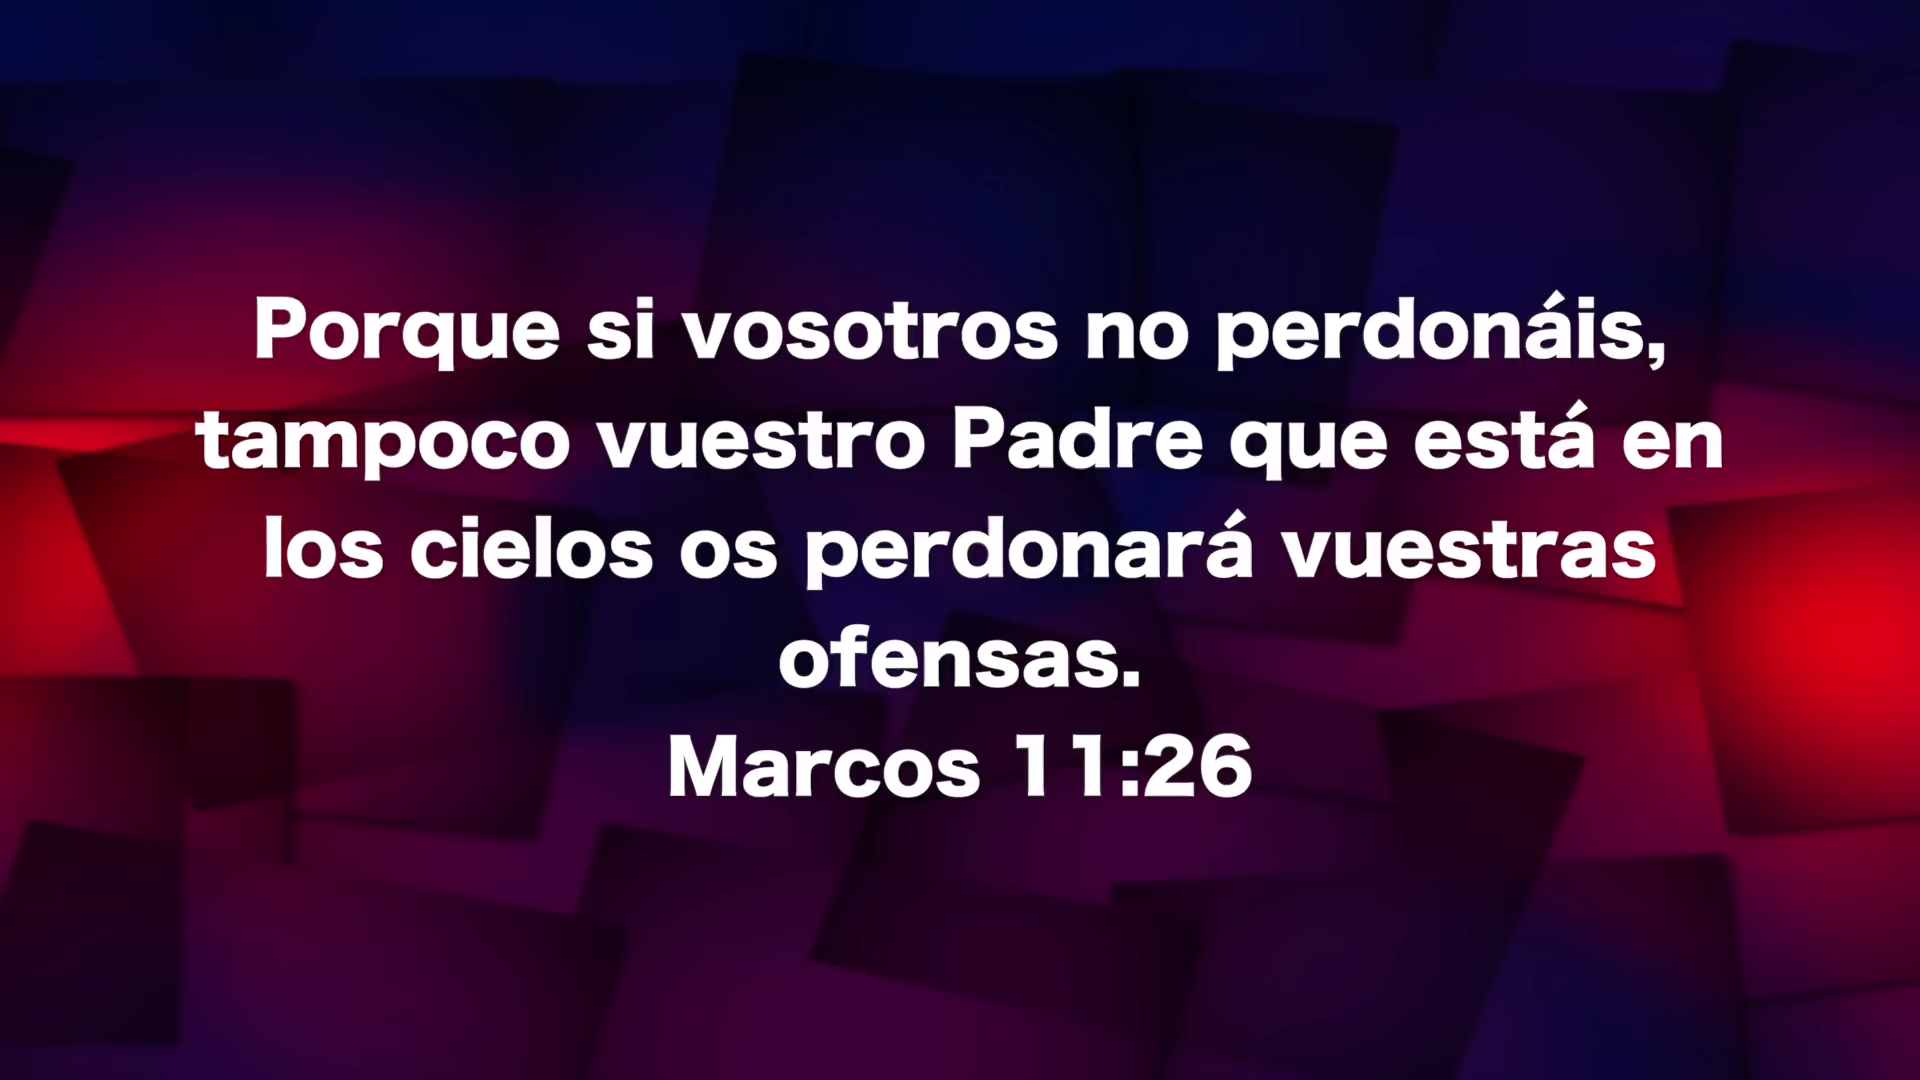 Porque si vosotros no perdonáis,
tampoco vuestro Padre que está en
los cielos os perdonará vuestras
ofensas.
Marcos 11:26